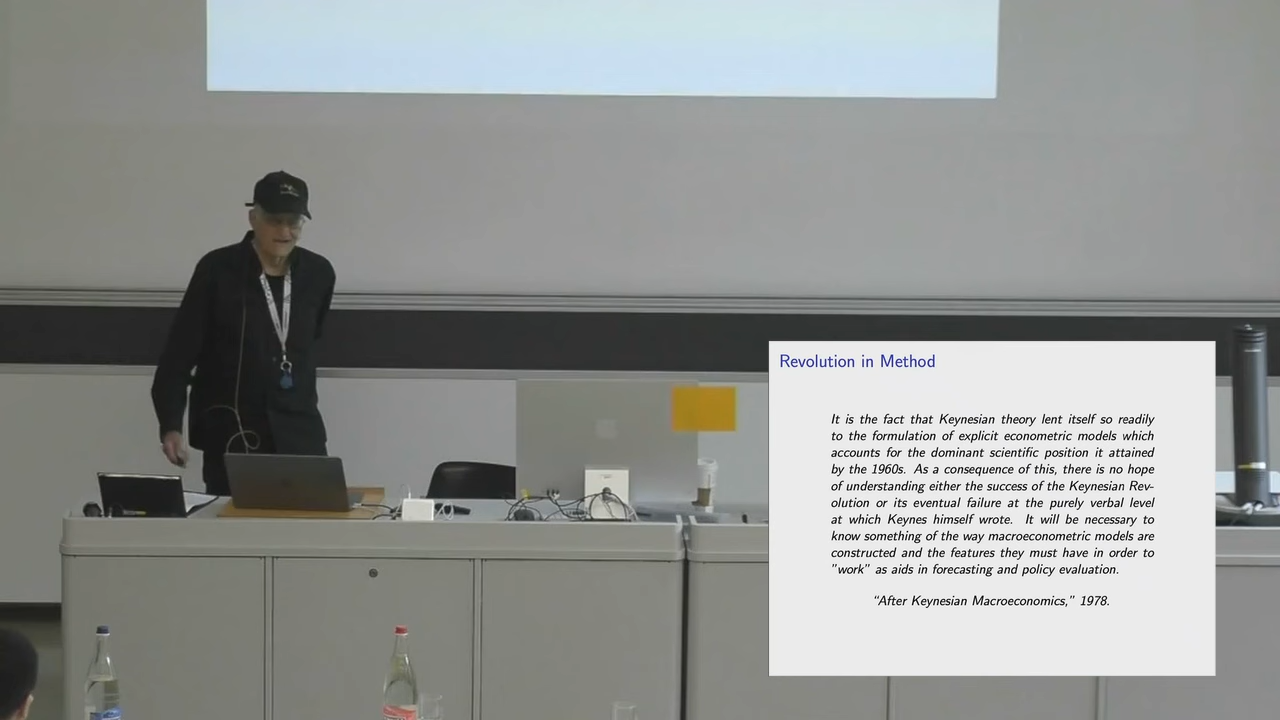 Revolution in Method
It is the fact that Keynesian theory lent itself so readily
to the formulation of explicit econometric models which
accounts for the dominant scientific position it attained
by the 1960s. As a consequence of this, there is no hope
of understanding either the success of the Keynesian Rev-
olution or its eventual failure at the purely verbal level
at which Keynes himself wrote. It will be necessary to
know something of the way macroeconometric models are
constructed and the features they must have in order to
"work" as aids in forecasting and policy evaluation.
“After Keynesian Macroeconomics,” 1978.